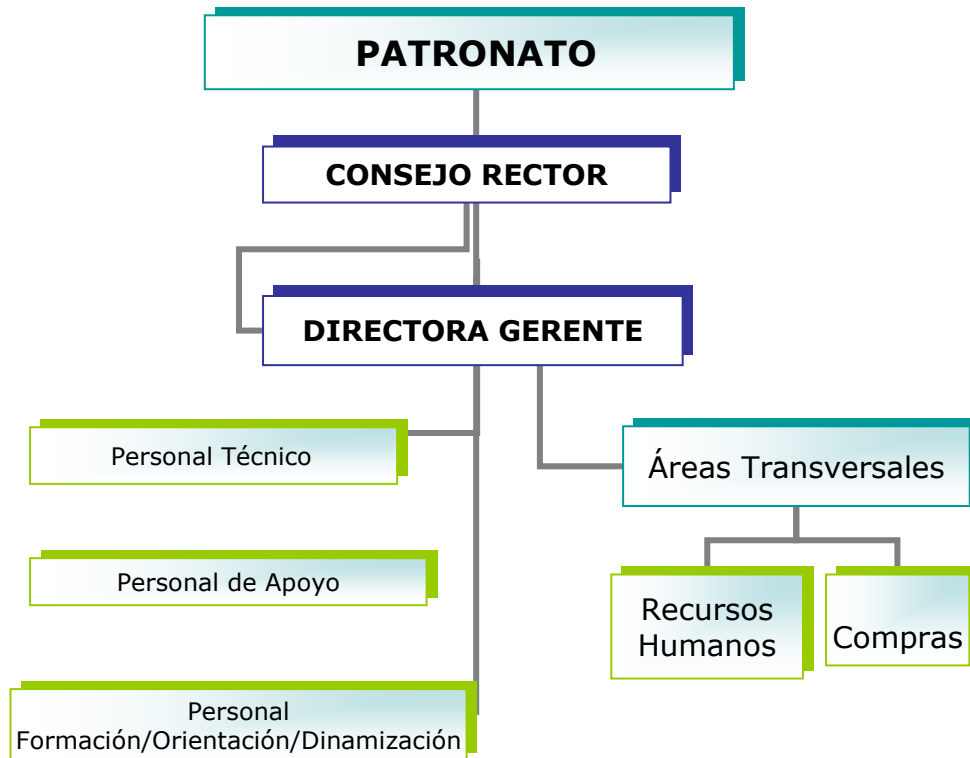 PATRONATO
CONSEJO RECTOR
DIRECTORA GERENTE
Personal Técnico
Áreas Transversales
Personal de Apoyo
Recursos
Humanos
Compras
Personal
Formación/Orientación/Dinamización